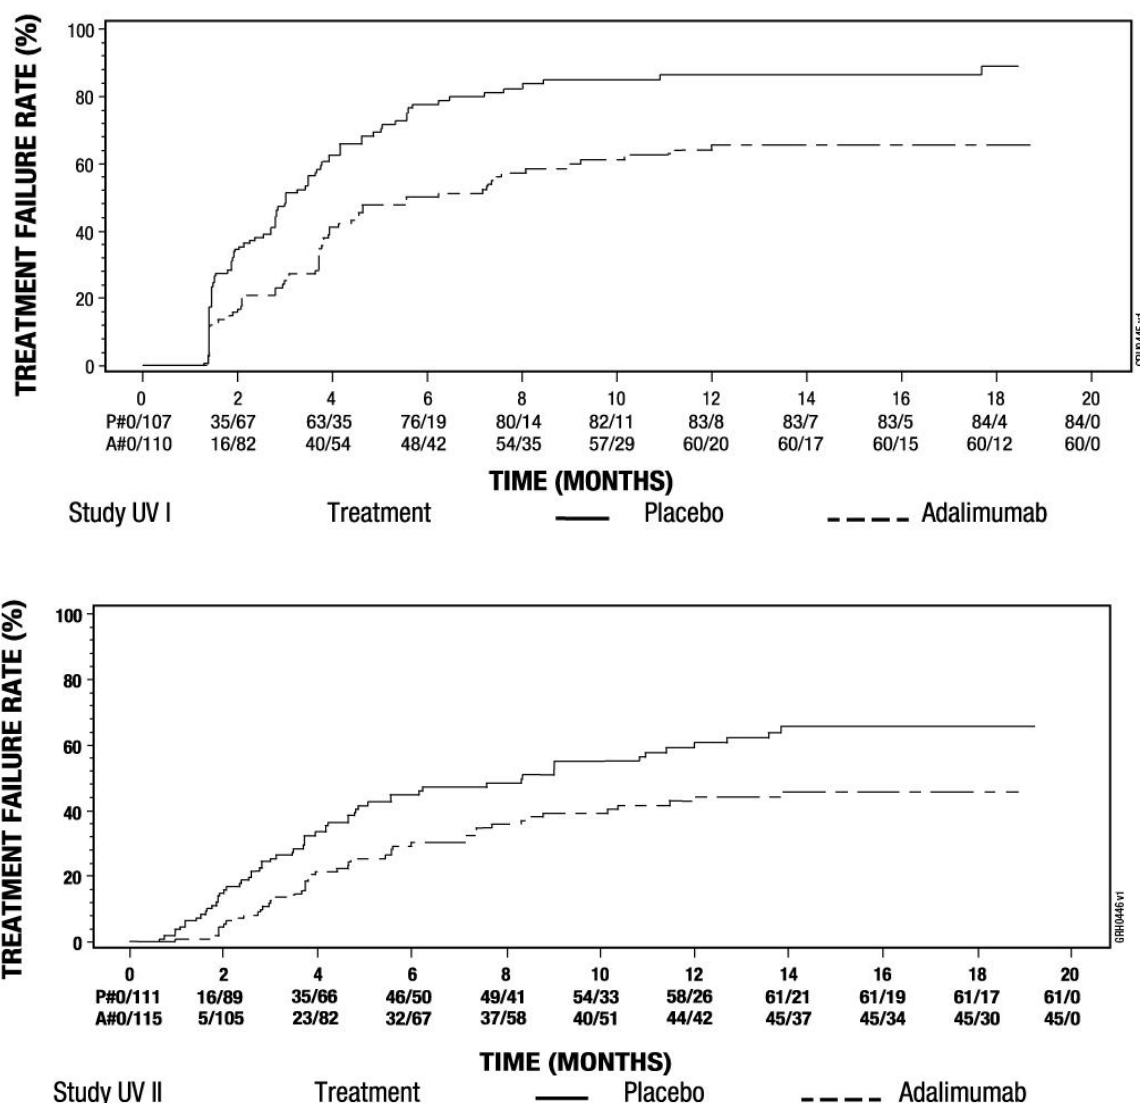 TREATMENT FAILURE RATE (%)
100
80
60
40
20
0
0 2 4 6 8 10 12 14 16 18 20
P#0/107 35/67 63/35 76/19 80/14 82/11 83/8 83/7 83/5 84/4 84/0
A#0/110 16/82 40/54 48/42 54/35 57/29 60/20 60/17 60/15 60/12 60/0
TIME (MONTHS)
Study UV I Treatment Placebo Adalimumab
TREATMENT FAILURE RATE (%)
100
80
60
40
20
0
GRH0446 v1
0 2 4 6 8 10 12 14 16 18 20
P#0/111 16/89 35/66 46/50 49/41 54/33 58/26 61/21 61/19 61/17 61/0
A#0/115 5/105 23/82 32/67 37/58 40/51 44/42 45/37 45/34 45/30 45/0
TIME (MONTHS)
Study UV II Treatment Placebo Adalimumab